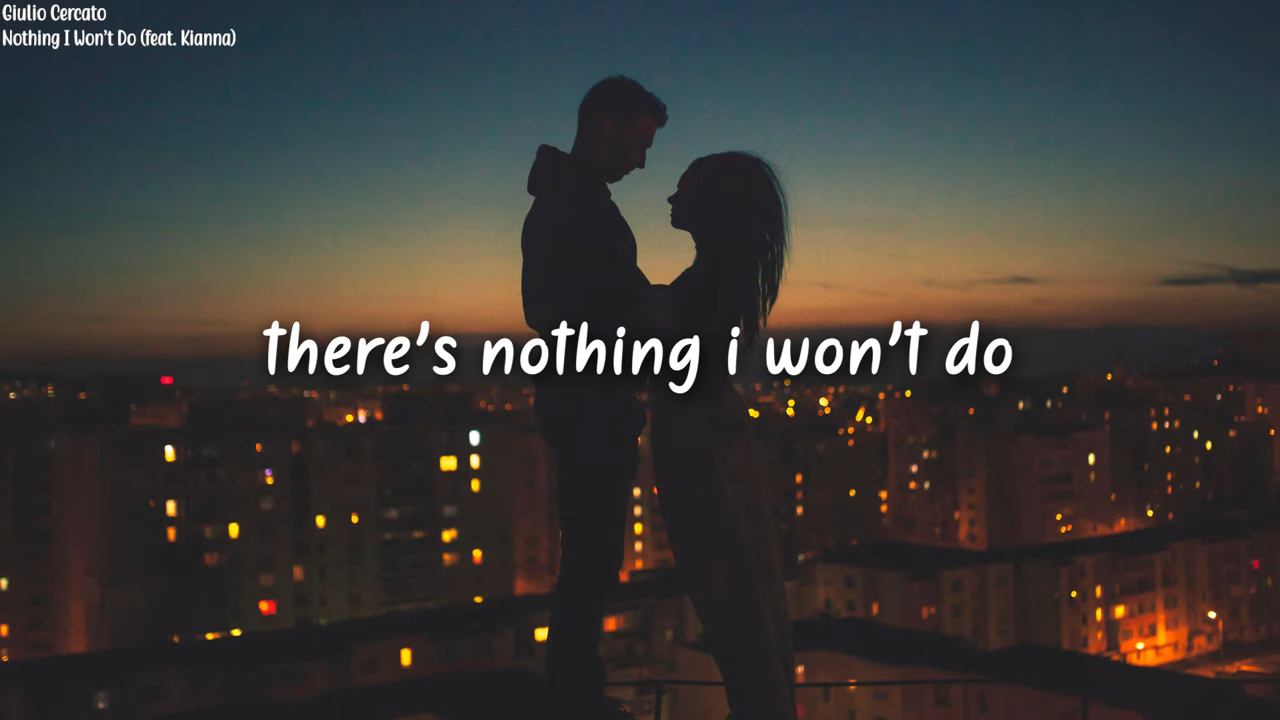 Giulio Cercato
Nothing I Won't Do (feat. Kianna)
there's nothing i won't do